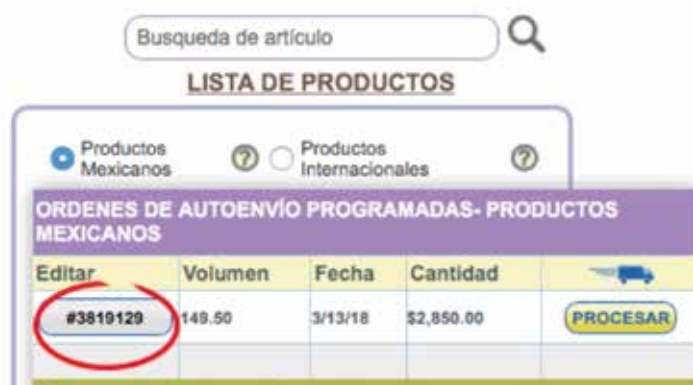 Busqueda de artículo
LISTA DE PRODUCTOS
Productos Mexicanos
Productos Internacionales
ORDENES DE AUTOENVÍO PROGRAMADAS- PRODUCTOS
MEXICANOS
Editar Volumen Fecha Cantidad
#3819129 149.50 3/13/18 $2,850.00 PROCESAR